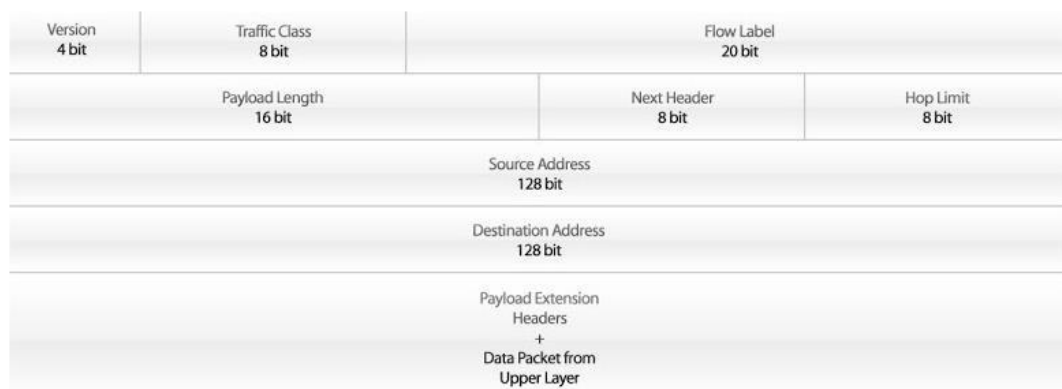 Version
4 bit
Traffic Class
8 bit
Flow Label
20 bit
Payload Length
16 bit
Next Header
8 bit
Hop Limit
8 bit
Source Address
128 bit
Destination Address
128 bit
Payload Extension
Headers
+
Data Packet from
Upper Layer